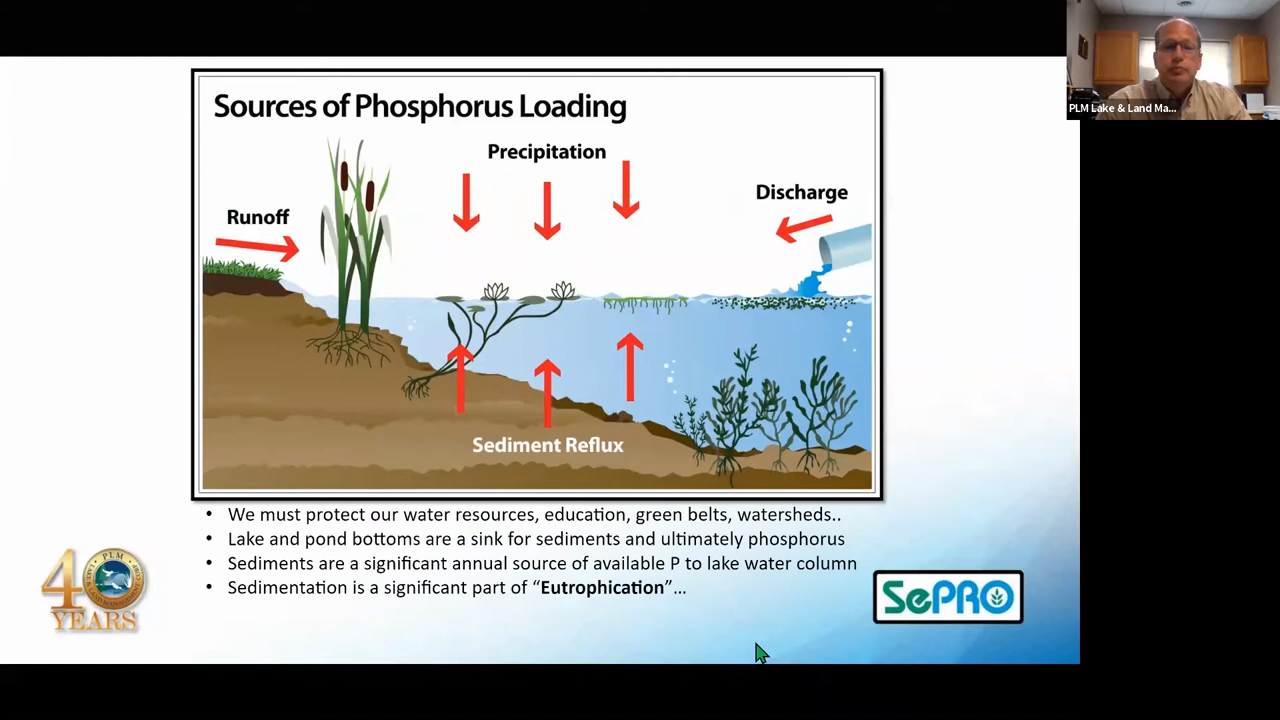 PLM Lake & Land Ma...
Sources of Phosphorus Loading
Precipitation
Discharge
Runoff
Sediment Reflux
• We must protect our water resources, education, green belts, watersheds..
• Lake and pond bottoms are a sink for sediments and ultimately phosphorus
• Sediments are a significant annual source of available P to lake water column
• Sedimentation is a significant part of “Eutrophication”...
40
PLM
YEARS
SePRO